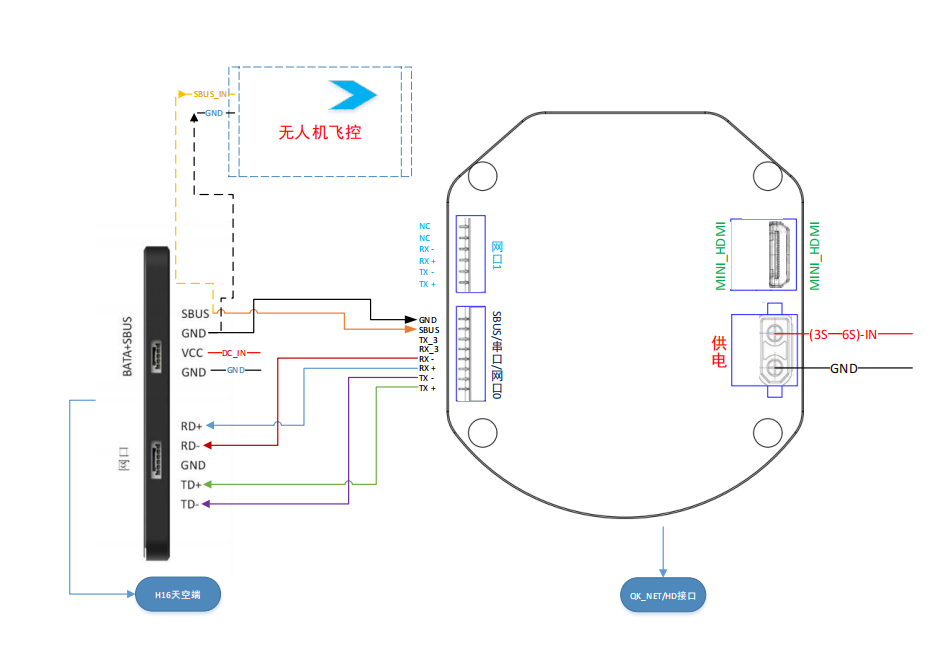 SBUS_IN
GND
无人机飞控
BATA+SBUS
SBUS
GND
VCC
DC_IN
GND
GND
网口
RD+
RD-
GND
TD+
TD-
H16天空端
NC
NC
RX -
RX +
TX -
TX +
网口1
GND
SBUS
TX_3
RX_3
RX -
RX +
TX -
TX +
SBUS/串口/网口0
MINI_HDMI
MINI_HDMI
供电
(3S—6S)-IN
GND
QK_NET/HD接口